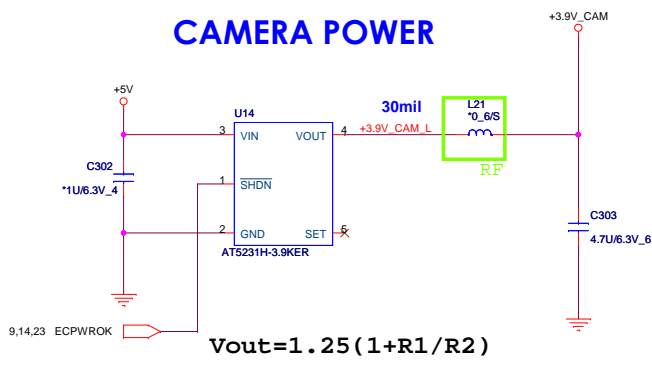 CAMERA POWER
+3.9V_CAM
+5V
U14
30mil
L21
*0_6/S
3 VIN VOUT 4 +3.9V_CAM_L
RF
C302
*1U/6.3V_4
1 SHDN
C303
4.7U/6.3V_6
2 GND SET 5
AT5231H-3.9KER
9,14,23 ECPWROK
Vout=1.25(1+R1/R2)